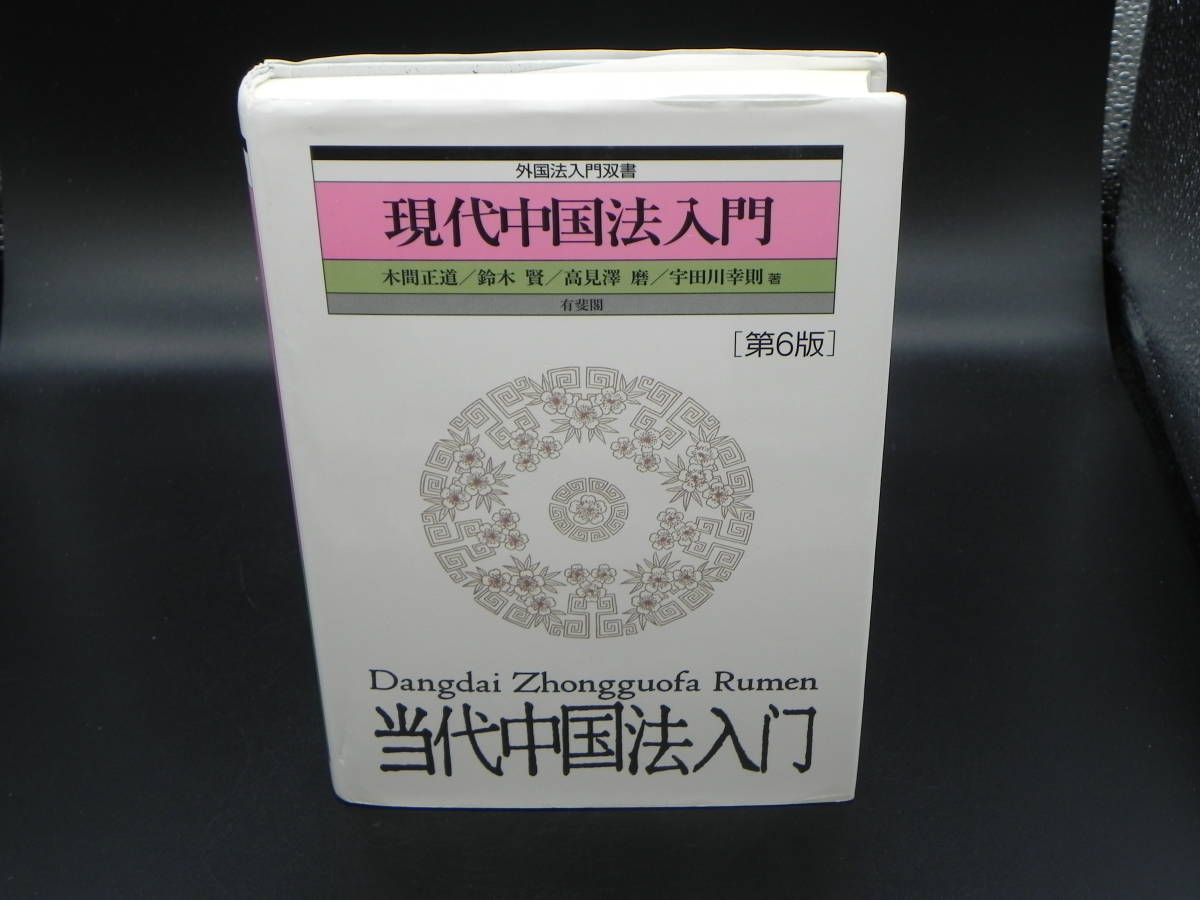 外国法入門双書
現代中国法入門
木間正道／鈴木 賢／高見澤 磨／宇田川幸則 著
有斐閣
［第6版］
Dangdai Zhongguofa Rumen
当代中国法入门